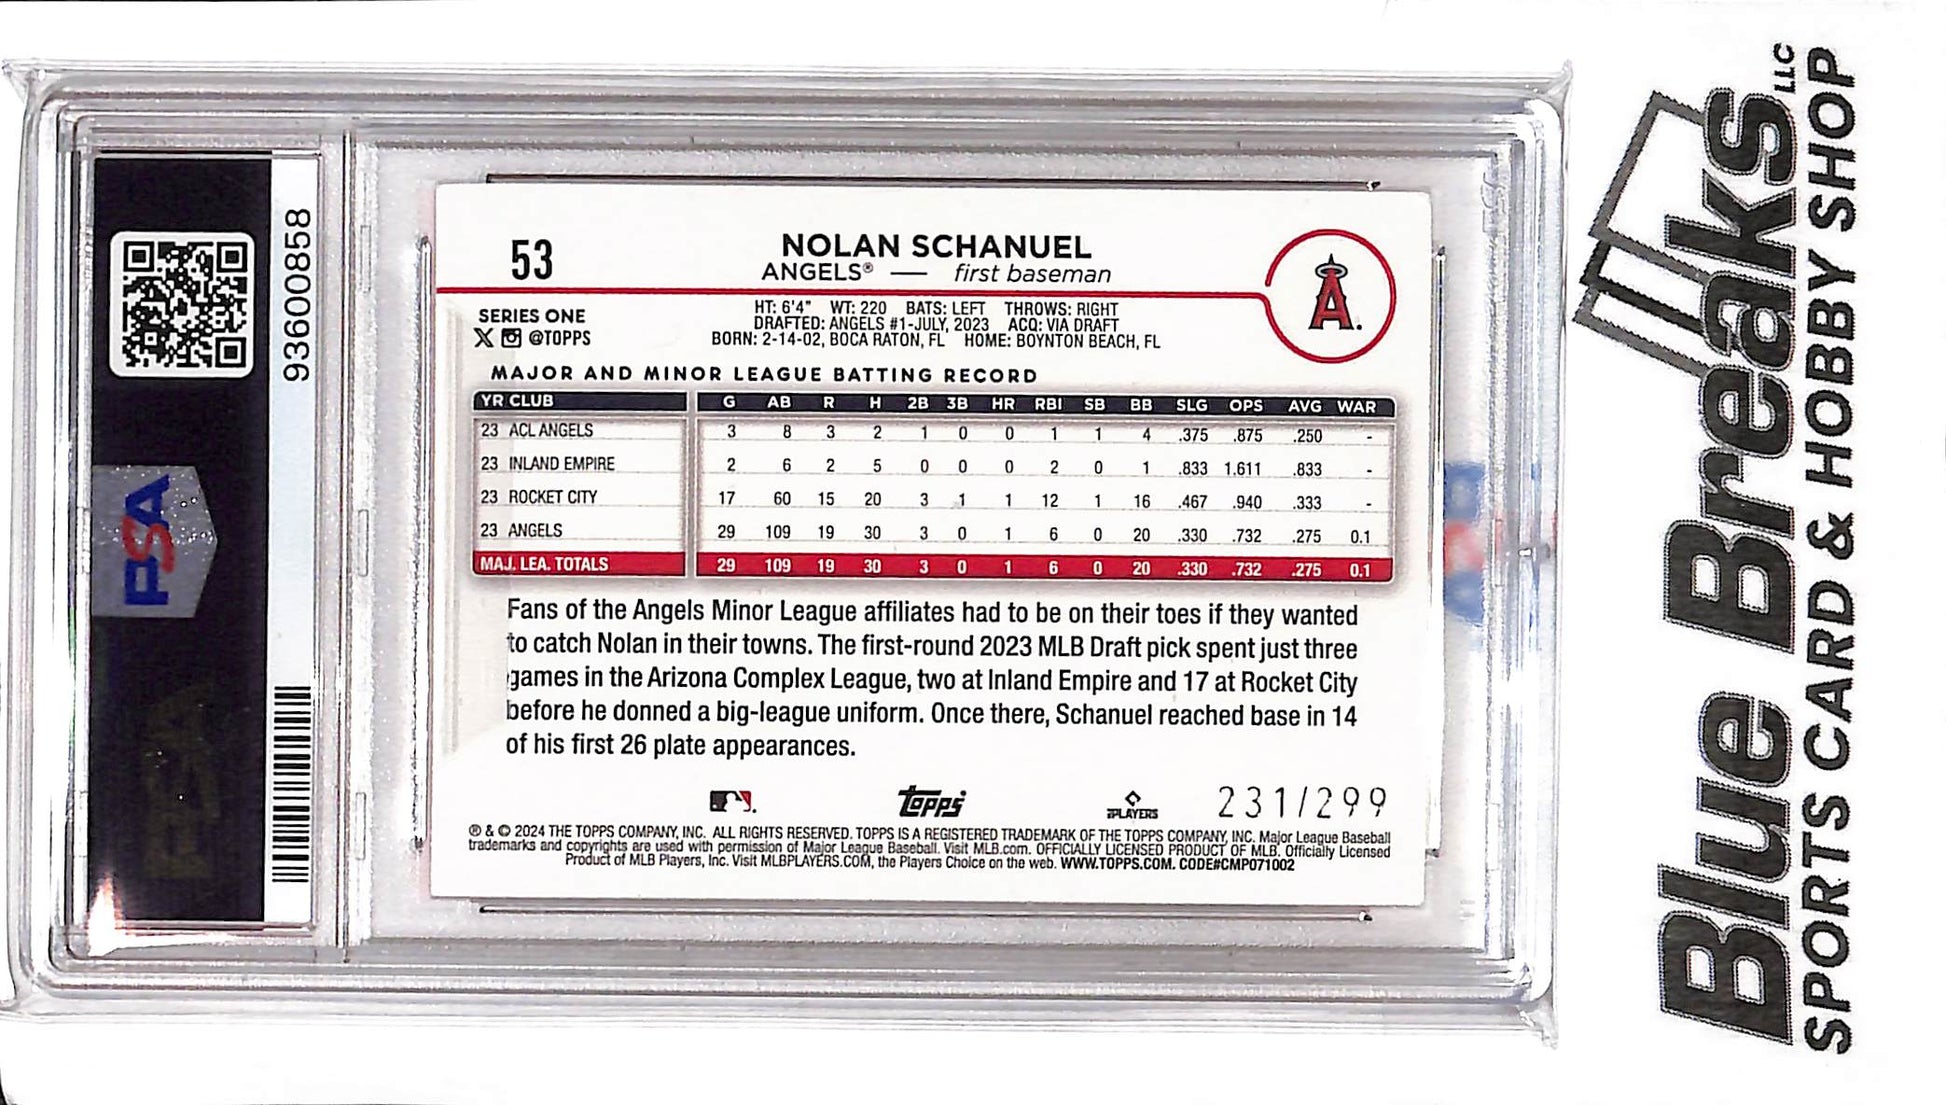 93600858
PSA
53
NOLAN SCHANUEL
ANGELS® — first baseman
A
SERIES ONE
X @TOPPS
HT: 6'4" WT: 220 BATS: LEFT THROWS: RIGHT
DRAFTED: ANGELS #1-JULY, 2023 ACQ: VIA DRAFT
BORN: 2-14-02, BOCA RATON, FL HOME: BOYNTON BEACH, FL
MAJOR AND MINOR LEAGUE BATTING RECORD
YR CLUB G AB R H 2B 3B HR RBI SB BB SLG OPS AVG WAR
23 ACL ANGELS 3 8 3 2 1 0 0 1 1 4 .375 .875 .250 -
23 INLAND EMPIRE 2 6 2 5 0 0 0 2 0 1 .833 1.611 .833 -
23 ROCKET CITY 17 60 15 20 3 1 1 12 1 16 .467 .940 .333 -
23 ANGELS 29 109 19 30 3 0 1 6 0 20 .330 .732 .275 0.1
MAJ. LEA. TOTALS 29 109 19 30 3 0 1 6 0 20 .330 .732 .275 0.1
Fans of the Angels Minor League affiliates had to be on their toes if they wanted
to catch Nolan in their towns. The first-round 2023 MLB Draft pick spent just three
games in the Arizona Complex League, two at Inland Empire and 17 at Rocket City
before he donned a big-league uniform. Once there, Schanuel reached base in 14
of his first 26 plate appearances.
topps
PLAYERS
231/299
® & © 2024 THE TOPPS COMPANY, INC. ALL RIGHTS RESERVED. TOPPS IS A REGISTERED TRADEMARK OF THE TOPPS COMPANY, INC. Major League Baseball
trademarks and copyrights are used with permission of Major League Baseball. Visit MLB.com. OFFICIALLY LICENSED PRODUCT OF MLB. Officially Licensed
Product of MLB Players, Inc. Visit MLBPLAYERS.COM, the Players Choice on the web. WWW.TOPPS.COM. CODE#CMP071002
Blue Breaks LLC
SPORTS CARD & HOBBY SHOP